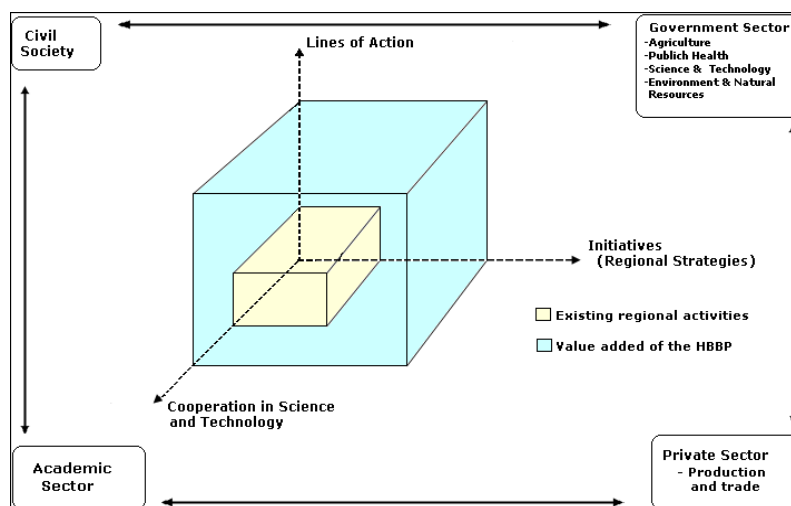 Civil
Society
Lines of Action
Government Sector
-Agriculture
-Publich Health
-Science & Technology
-Environment & Natural
Resources
Initiatives
(Regional Strategies)
Existing regional activities
Value added of the HBBP
Cooperation in Science
and Technology
Academic
Sector
Private Sector
- Production
and trade